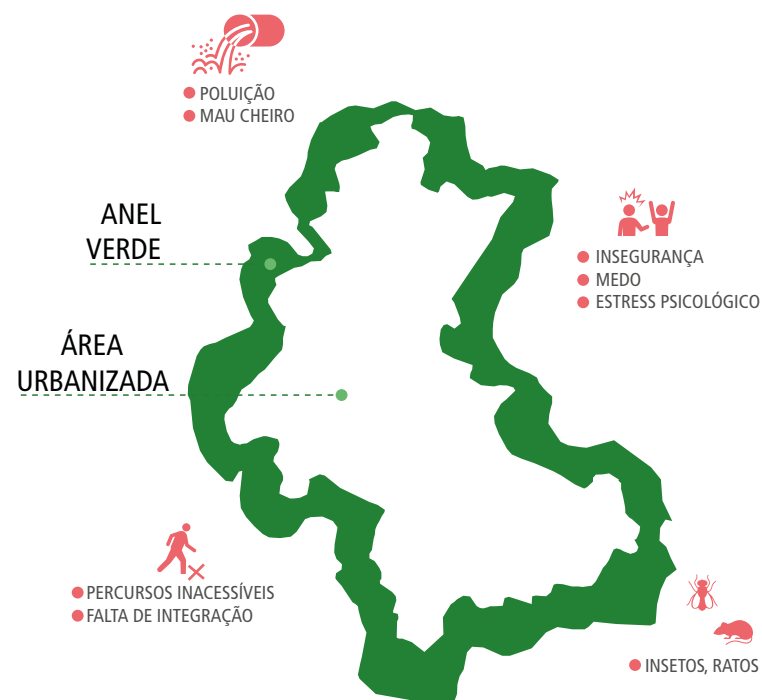 POLUIÇÃO
MAU CHEIRO
ANEL
VERDE
INSEGURANÇA
MEDO
ESTRESS PSICOLÓGICO
ÁREA
URBANIZADA
PERCURSOS INACESSÍVEIS
FALTA DE INTEGRAÇÃO
INSETOS, RATOS